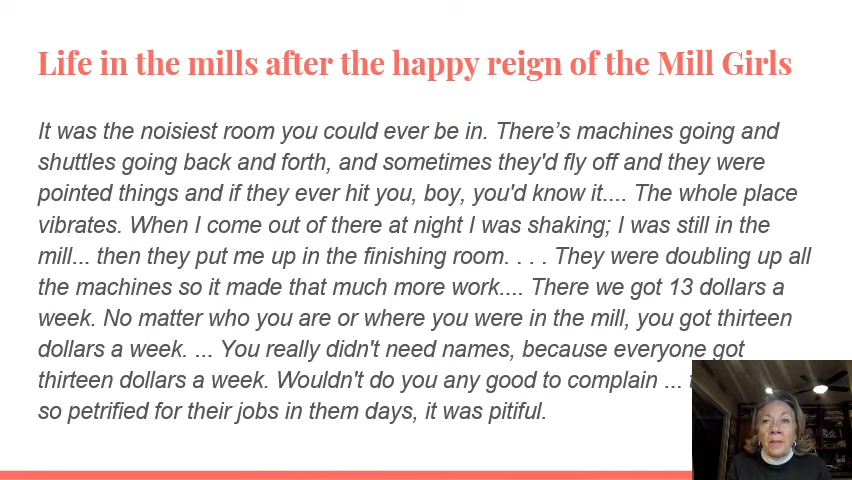 Life in the mills after the happy reign of the Mill Girls
It was the noisiest room you could ever be in. There’s machines going and
shuttles going back and forth, and sometimes they'd fly off and they were
pointed things and if they ever hit you, boy, you'd know it.... The whole place
vibrates. When I come out of there at night I was shaking; I was still in the
mill... then they put me up in the finishing room. . . . They were doubling up all
the machines so it made that much more work.... There we got 13 dollars a
week. No matter who you are or where you were in the mill, you got thirteen
dollars a week. ... You really didn't need names, because everyone got
thirteen dollars a week. Wouldn't do you any good to complain ...
so petrified for their jobs in them days, it was pitiful.